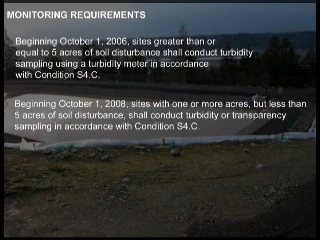 MONITORING REQUIREMENTS
Beginning October 1, 2006, sites greater than or
equal to 5 acres of soil disturbance shall conduct turbidity
sampling using a turbidity meter in accordance
with Condition S4.C.
Beginning October 1, 2008, sites with one or more acres, but less than
5 acres of soil disturbance, shall conduct turbidity or transparency
sampling in accordance with Condition S4.C.